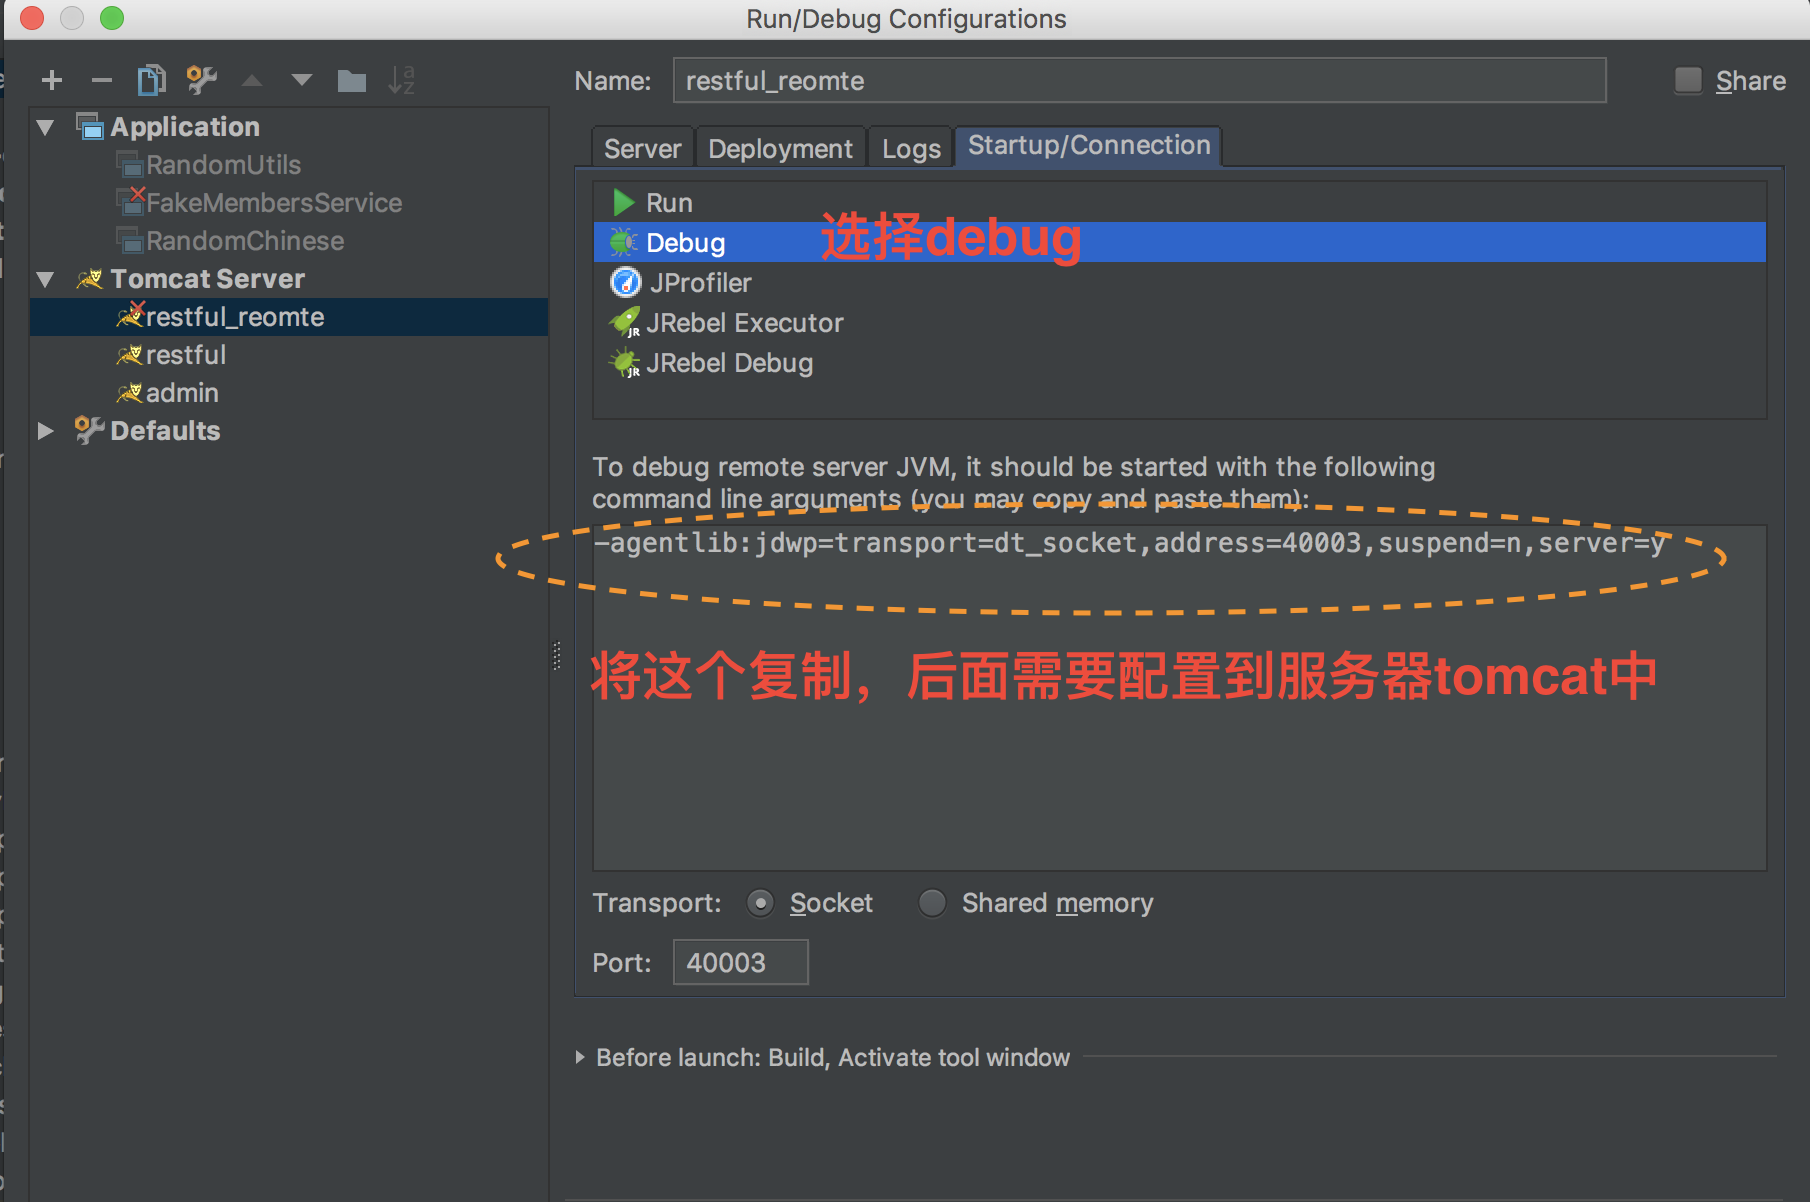 Run/Debug Configurations
Name: restful_reomte Share
Application
RandomUtils
FakeMembersService
RandomChinese
Tomcat Server
restful_reomte
restful
admin
Defaults
Server Deployment Logs Startup/Connection
Run
Debug 选择debug
JProfiler
JRebel Executor
JRebel Debug
To debug remote server JVM, it should be started with the following
command line arguments (you may copy and paste them):
-agentlib:jdwp=transport=dt_socket,address=40003,suspend=n,server=y
将这个复制，后面需要配置到服务器tomcat中
Transport: Socket Shared memory
Port: 40003
Before launch: Build, Activate tool window